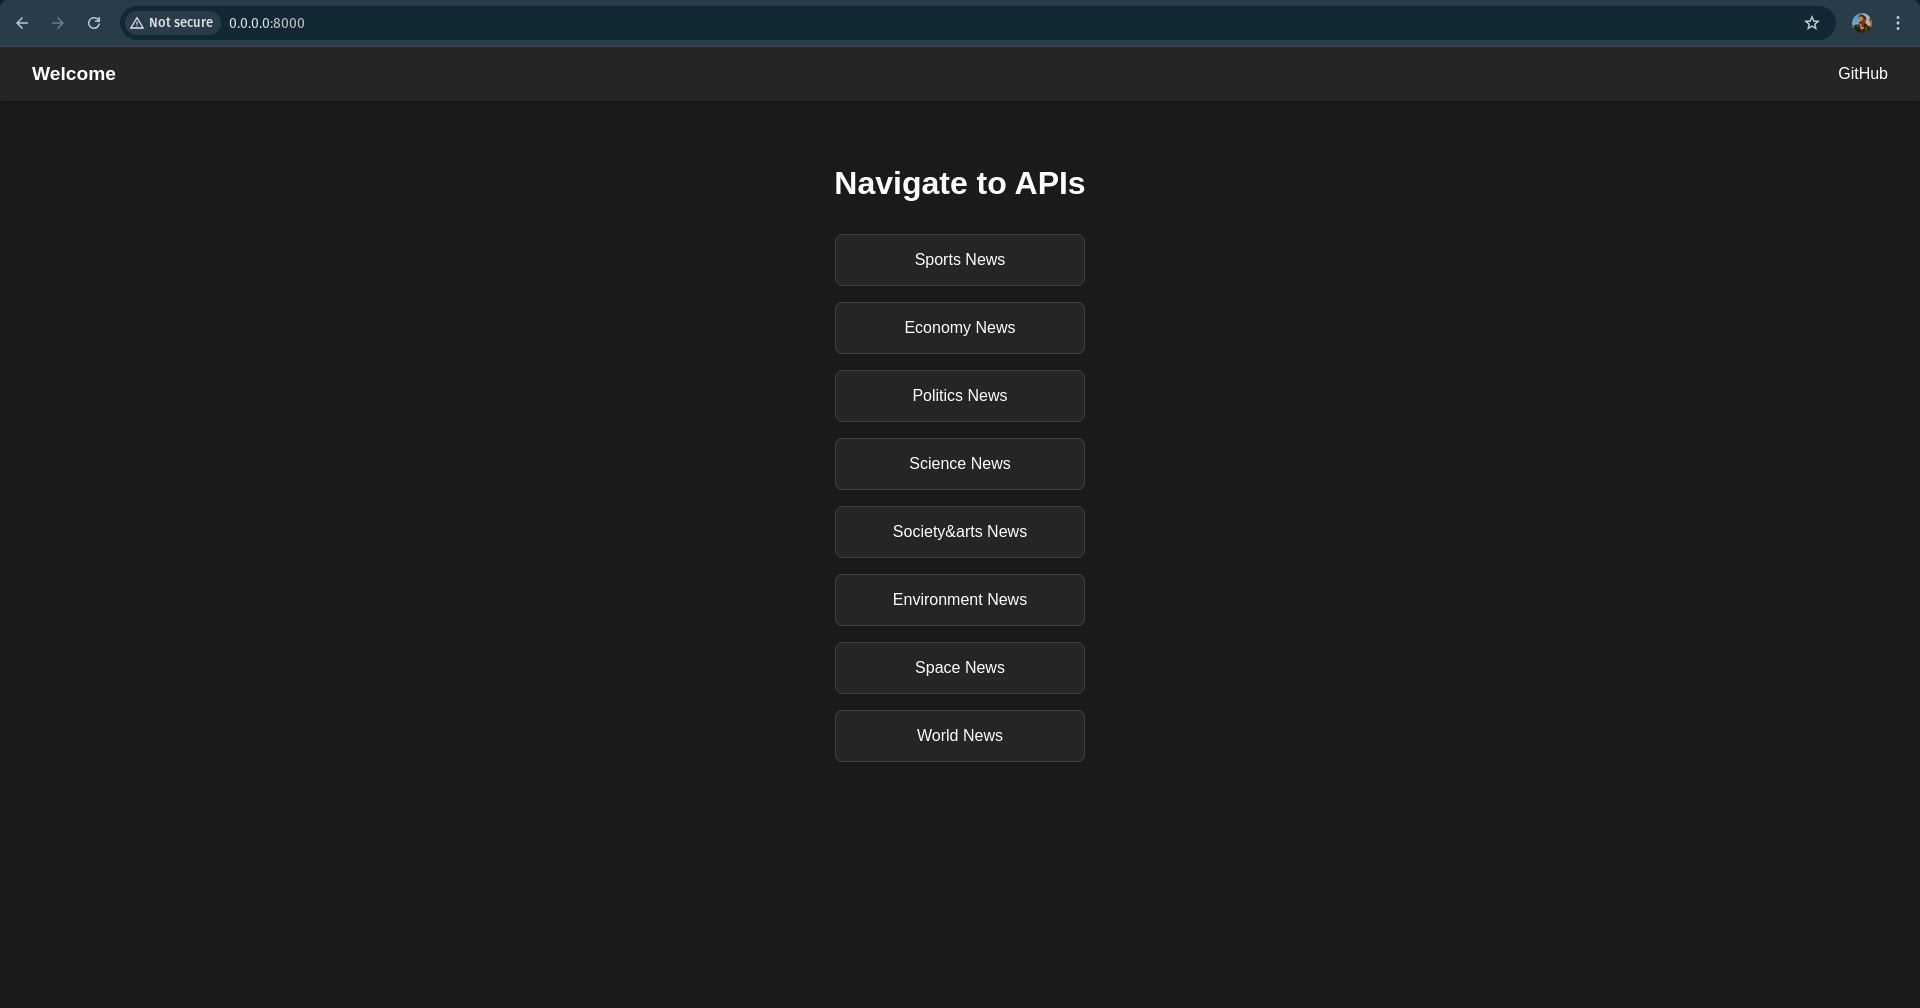 Not secure 0.0.0.0:8000
Welcome GitHub
Navigate to APIs
Sports News
Economy News
Politics News
Science News
Society&arts News
Environment News
Space News
World News